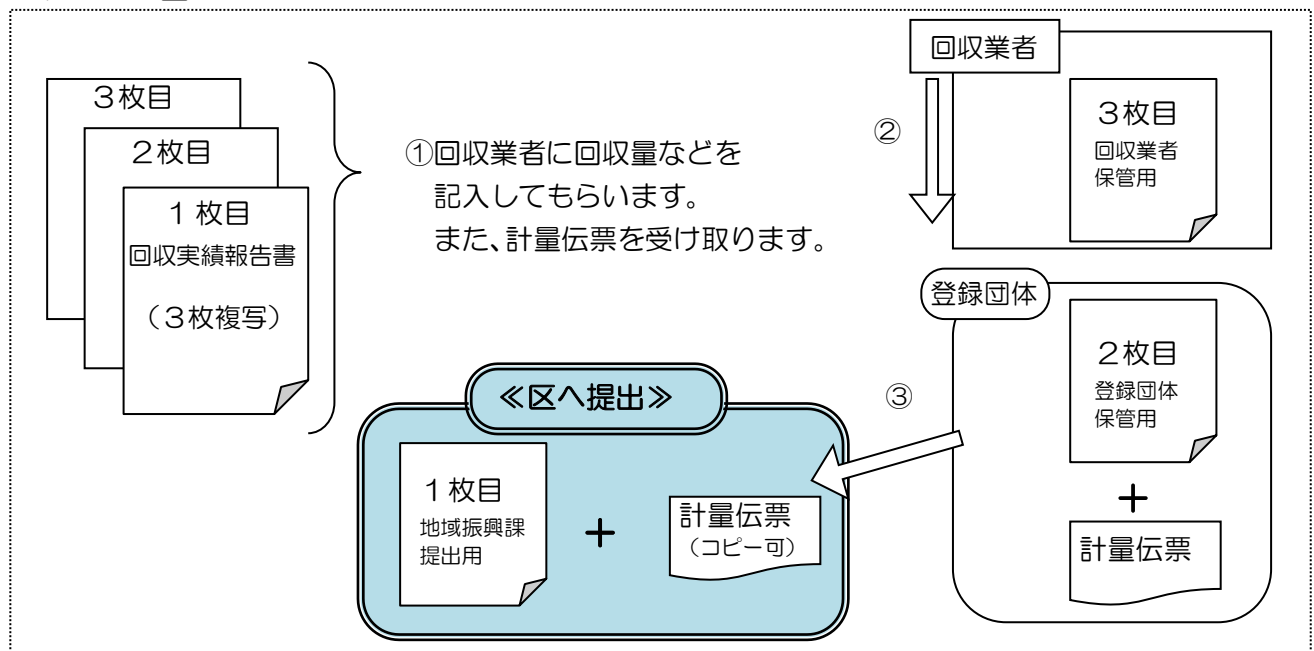 ３枚目
２枚目
１枚目
回収実績報告書
（３枚複写）
①回収業者に回収量などを
記入してもらいます。
また、計量伝票を受け取ります。
回収業者
②
３枚目
回収業者
保管用
登録団体
２枚目
登録団体
保管用
＋
計量伝票
③
≪区へ提出≫
１枚目
地域振興課
提出用
＋
計量伝票
（コピー可）